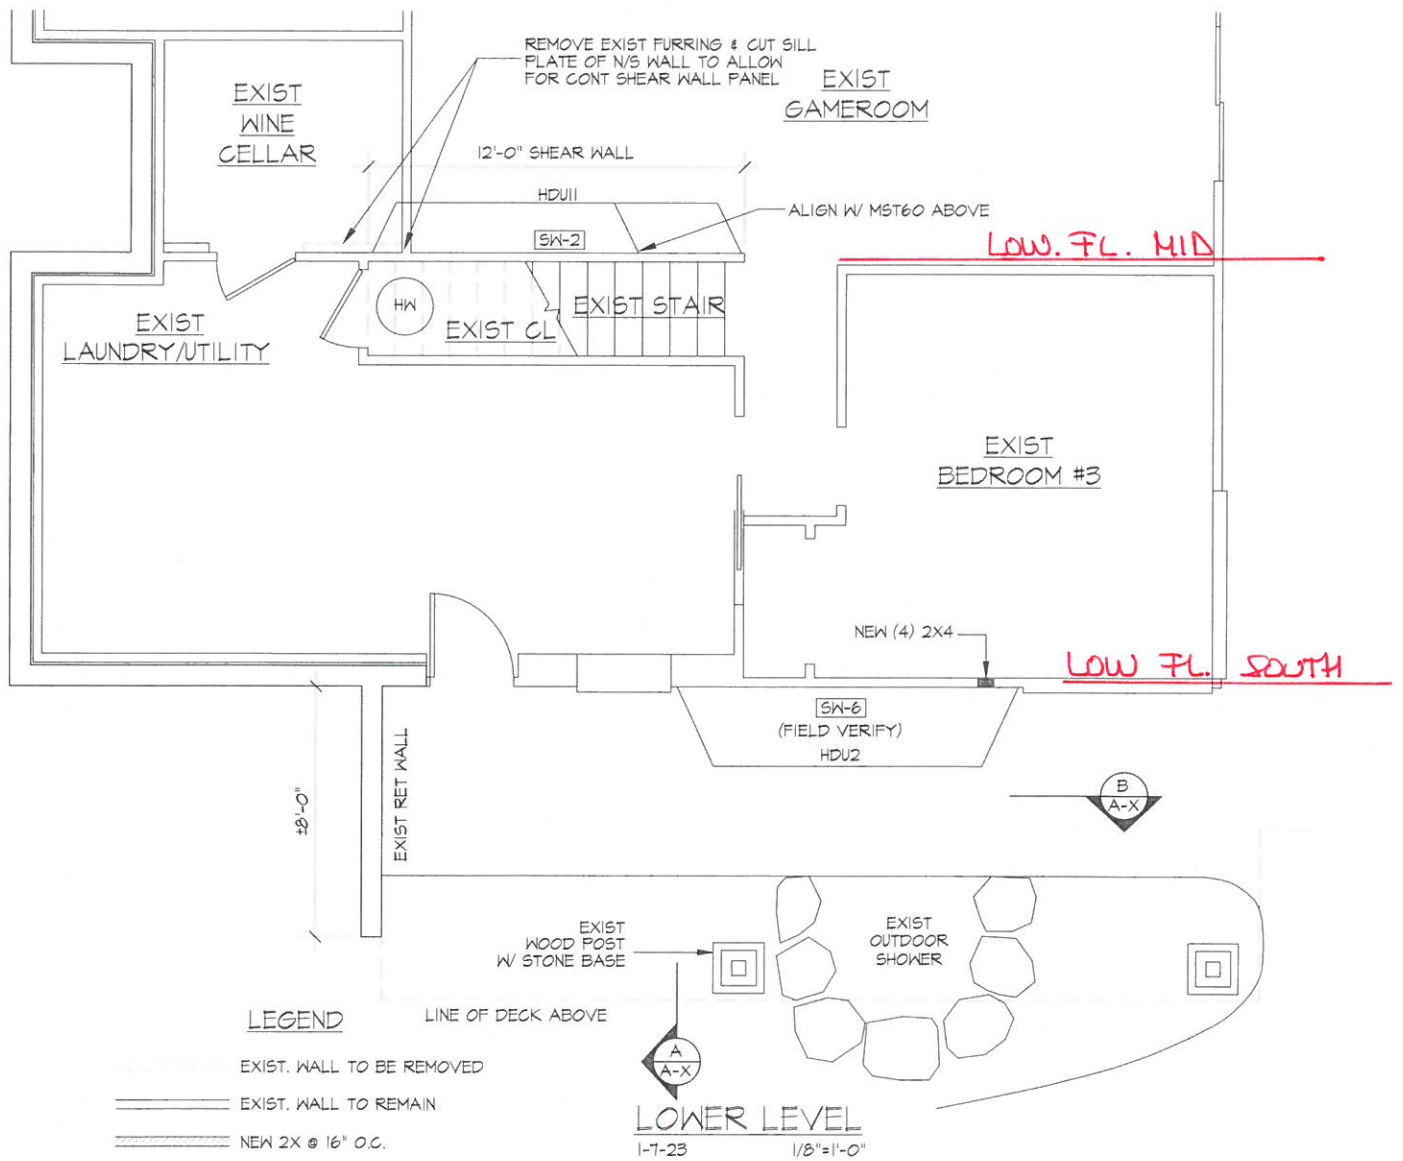 REMOVE EXIST FURRING & CUT SILL
PLATE OF N/S WALL TO ALLOW
FOR CONT SHEAR WALL PANEL
EXIST
GAMEROOM
EXIST
WINE
CELLAR
12'-0" SHEAR WALL
HDU11
ALIGN W/ MST60 ABOVE
SW-2
LOW. FL. MID
HW
EXIST STAIR
EXIST CL
EXIST
LAUNDRY/UTILITY
EXIST
BEDROOM #3
NEW (4) 2X4
LOW FL. SOUTH
SW-6
(FIELD VERIFY)
HDU2
EXIST RET WALL
±8'-0"
B
A-X
EXIST
WOOD POST
W/ STONE BASE
EXIST
OUTDOOR
SHOWER
LINE OF DECK ABOVE
LEGEND
EXIST. WALL TO BE REMOVED
EXIST. WALL TO REMAIN
NEW 2X @ 16" O.C.
A
A-X
LOWER LEVEL
1-7-23 1/8"=1'-0"